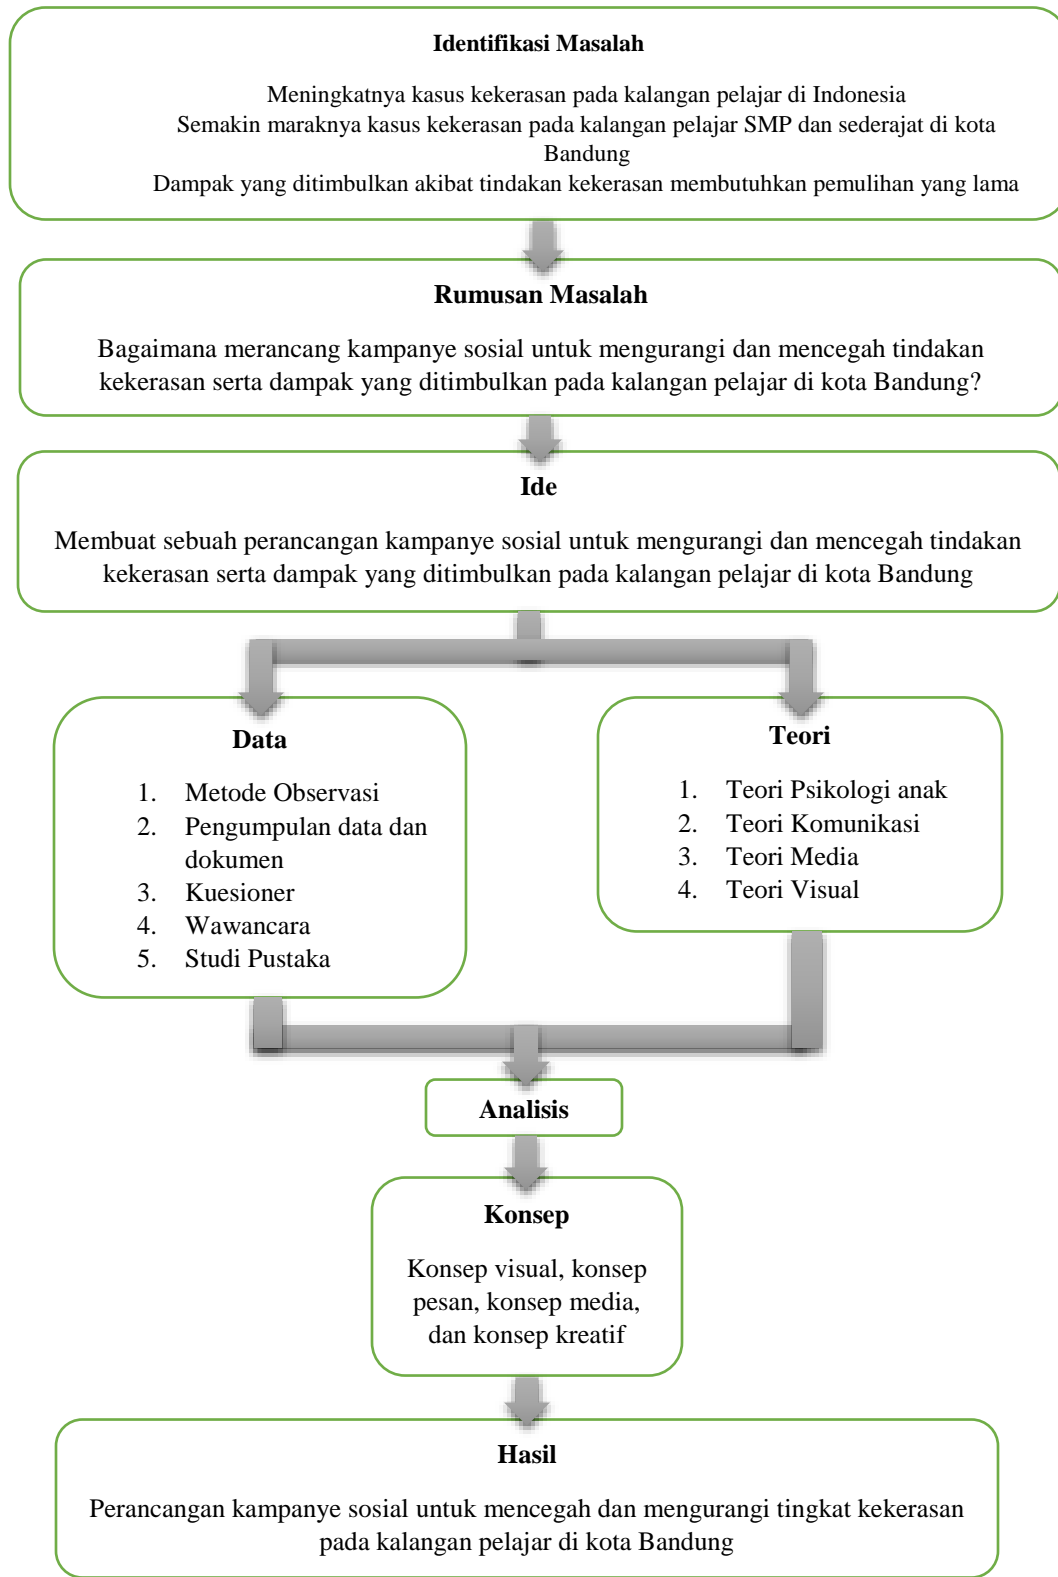 Identifikasi Masalah
Meningkatnya kasus kekerasan pada kalangan pelajar di Indonesia
Semakin maraknya kasus kekerasan pada kalangan pelajar SMP dan sederajat di kota
Bandung
Dampak yang ditimbulkan akibat tindakan kekerasan membutuhkan pemulihan yang lama
Rumusan Masalah
Bagaimana merancang kampanye sosial untuk mengurangi dan mencegah tindakan
kekerasan serta dampak yang ditimbulkan pada kalangan pelajar di kota Bandung?
Ide
Membuat sebuah perancangan kampanye sosial untuk mengurangi dan mencegah tindakan
kekerasan serta dampak yang ditimbulkan pada kalangan pelajar di kota Bandung
Data
1. Metode Observasi
2. Pengumpulan data dan
dokumen
3. Kuesioner
4. Wawancara
5. Studi Pustaka
Teori
1. Teori Psikologi anak
2. Teori Komunikasi
3. Teori Media
4. Teori Visual
Analisis
Konsep
Konsep visual, konsep
pesan, konsep media,
dan konsep kreatif
Hasil
Perancangan kampanye sosial untuk mencegah dan mengurangi tingkat kekerasan
pada kalangan pelajar di kota Bandung